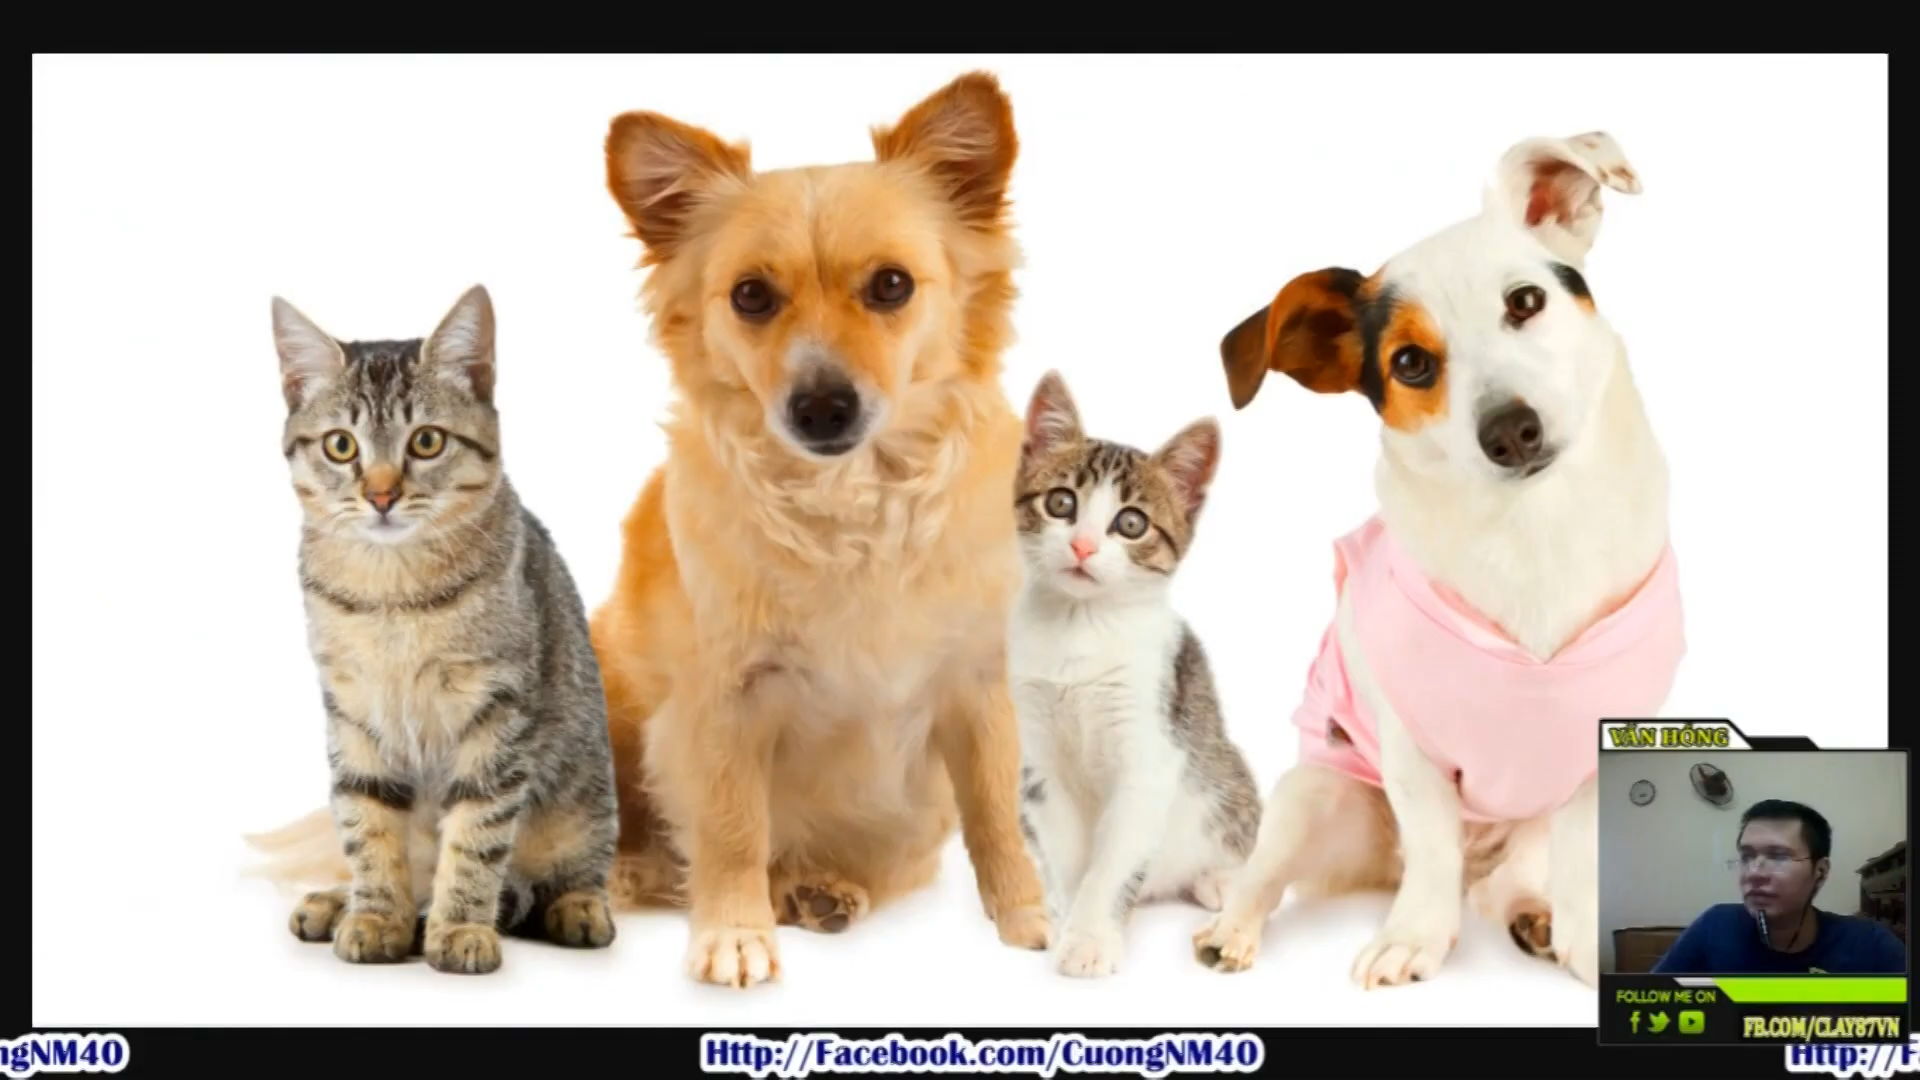 VĂN HỒNG
FOLLOW ME ON
FB.COM/CLAY87VN
ngNM40
Http://Facebook.com/CuongNM40
Http://F